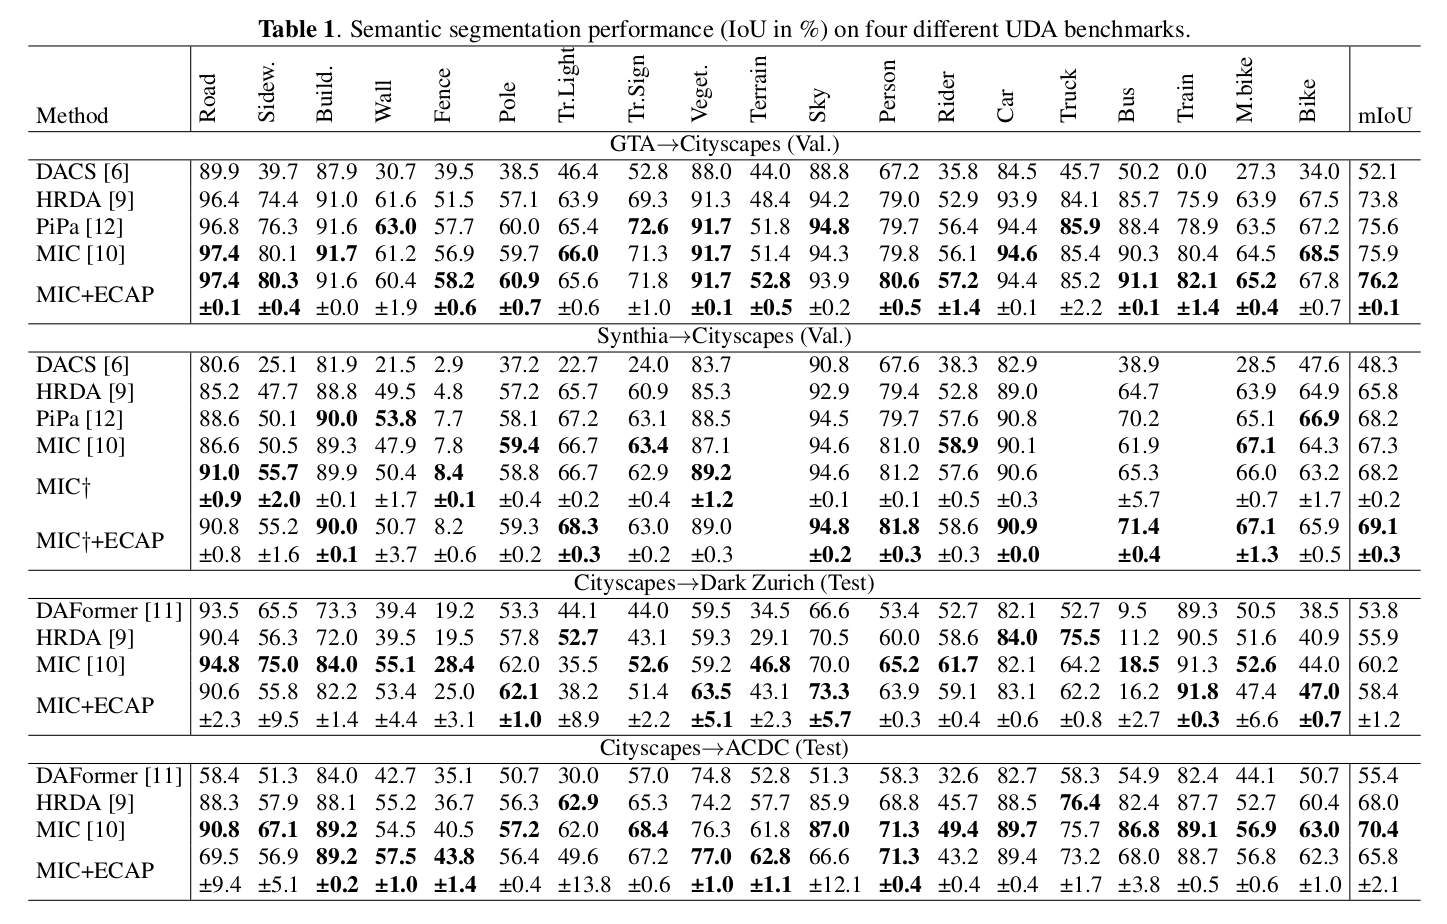 Table 1. Semantic segmentation performance (IoU in %) on four different UDA benchmarks.
Method Road Sidew. Build. Wall Fence Pole Tr.Light Tr.Sign Veget. Terrain Sky Person Rider Car Truck Bus Train M.bike Bike mIoU
GTA→Cityscapes (Val.)
DACS [6] 89.9 39.7 87.9 30.7 39.5 38.5 46.4 52.8 88.0 44.0 88.8 67.2 35.8 84.5 45.7 50.2 0.0 27.3 34.0 52.1
HRDA [9] 96.4 74.4 91.0 61.6 51.5 57.1 63.9 69.3 91.3 48.4 94.2 79.0 52.9 93.9 84.1 85.7 75.9 63.9 67.5 73.8
PiPa [12] 96.8 76.3 91.6 63.0 57.7 60.0 65.4 72.6 91.7 51.8 94.8 79.7 56.4 94.4 85.9 88.4 78.9 63.5 67.2 75.6
MIC [10] 97.4 80.1 91.7 61.2 56.9 59.7 66.0 71.3 91.7 51.4 94.3 79.8 56.1 94.6 85.4 90.3 80.4 64.5 68.5 75.9
MIC+ECAP 97.4 80.3 91.6 60.4 58.2 60.9 65.6 71.8 91.7 52.8 93.9 80.6 57.2 94.4 85.2 91.1 82.1 65.2 67.8 76.2
±0.1 ±0.4 ±0.0 ±1.9 ±0.6 ±0.7 ±0.6 ±1.0 ±0.1 ±0.5 ±0.2 ±0.5 ±1.4 ±0.1 ±2.2 ±0.1 ±1.4 ±0.4 ±0.7 ±0.1
Synthia→Cityscapes (Val.)
DACS [6] 80.6 25.1 81.9 21.5 2.9 37.2 22.7 24.0 83.7 90.8 67.6 38.3 82.9 38.9 28.5 47.6 48.3
HRDA [9] 85.2 47.7 88.8 49.5 4.8 57.2 65.7 60.9 85.3 92.9 79.4 52.8 89.0 64.7 63.9 64.9 65.8
PiPa [12] 88.6 50.1 90.0 53.8 7.7 58.1 67.2 63.1 88.5 94.5 79.7 57.6 90.8 70.2 65.1 66.9 68.2
MIC [10] 86.6 50.5 89.3 47.9 7.8 59.4 66.7 63.4 87.1 94.6 81.0 58.9 90.1 61.9 67.1 64.3 67.3
MIC† 91.0 55.7 89.9 50.4 8.4 58.8 66.7 62.9 89.2 94.6 81.2 57.6 90.6 65.3 66.0 63.2 68.2
±0.9 ±2.0 ±0.1 ±1.7 ±0.1 ±0.4 ±0.2 ±0.4 ±1.2 ±0.1 ±0.1 ±0.5 ±0.3 ±5.7 ±0.7 ±1.7 ±0.2
MIC†+ECAP 90.8 55.2 90.0 50.7 8.2 59.3 68.3 63.0 89.0 94.8 81.8 58.6 90.9 71.4 67.1 65.9 69.1
±0.8 ±1.6 ±0.1 ±3.7 ±0.6 ±0.2 ±0.3 ±0.2 ±0.3 ±0.2 ±0.3 ±0.3 ±0.0 ±0.4 ±1.3 ±0.5 ±0.3
Cityscapes→Dark Zurich (Test)
DAFormer [11] 93.5 65.5 73.3 39.4 19.2 53.3 44.1 44.0 59.5 34.5 66.6 53.4 52.7 82.1 52.7 9.5 89.3 50.5 38.5 53.8
HRDA [9] 90.4 56.3 72.0 39.5 19.5 57.8 52.7 43.1 59.3 29.1 70.5 60.0 58.6 84.0 75.5 11.2 90.5 51.6 40.9 55.9
MIC [10] 94.8 75.0 84.0 55.1 28.4 62.0 35.5 52.6 59.2 46.8 70.0 65.2 61.7 82.1 64.2 18.5 91.3 52.6 44.0 60.2
MIC+ECAP 90.6 55.8 82.2 53.4 25.0 62.1 38.2 51.4 63.5 43.1 73.3 63.9 59.1 83.1 62.2 16.2 91.8 47.4 47.0 58.4
±2.3 ±9.5 ±1.4 ±4.4 ±3.1 ±1.0 ±8.9 ±2.2 ±5.1 ±2.3 ±5.7 ±0.3 ±0.4 ±0.6 ±0.8 ±2.7 ±0.3 ±6.6 ±0.7 ±1.2
Cityscapes→ACDC (Test)
DAFormer [11] 58.4 51.3 84.0 42.7 35.1 50.7 30.0 57.0 74.8 52.8 51.3 58.3 32.6 82.7 58.3 54.9 82.4 44.1 50.7 55.4
HRDA [9] 88.3 57.9 88.1 55.2 36.7 56.3 62.9 65.3 74.2 57.7 85.9 68.8 45.7 88.5 76.4 82.4 87.7 52.7 60.4 68.0
MIC [10] 90.8 67.1 89.2 54.5 40.5 57.2 62.0 68.4 76.3 61.8 87.0 71.3 49.4 89.7 75.7 86.8 89.1 56.9 63.0 70.4
MIC+ECAP 69.5 56.9 89.2 57.5 43.8 56.4 49.6 67.2 77.0 62.8 66.6 71.3 43.2 89.4 73.2 68.0 88.7 56.8 62.3 65.8
±9.4 ±5.1 ±0.2 ±1.0 ±1.4 ±0.4 ±13.8 ±0.6 ±1.0 ±1.1 ±12.1 ±0.4 ±0.4 ±0.4 ±1.7 ±3.8 ±0.5 ±0.6 ±1.0 ±2.1